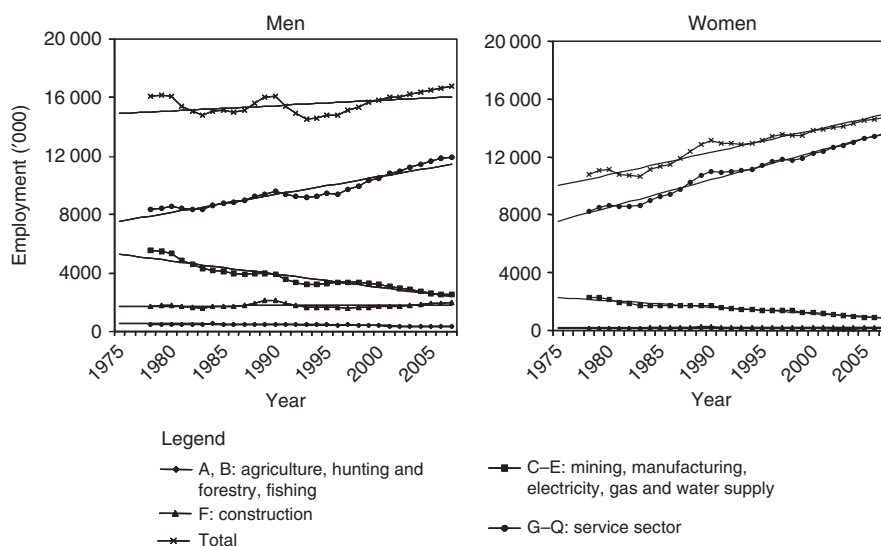 Men
Women
Employment ('000)
20 000
16 000
12 000
8000
4000
0
1975
1980
1985
1990
1995
2000
2005
Year
20 000
16 000
12 000
8000
4000
0
1975
1980
1985
1990
1995
2000
2005
Year
Legend
A, B: agriculture, hunting and
forestry, fishing
F: construction
Total
C–E: mining, manufacturing,
electricity, gas and water supply
G–Q: service sector